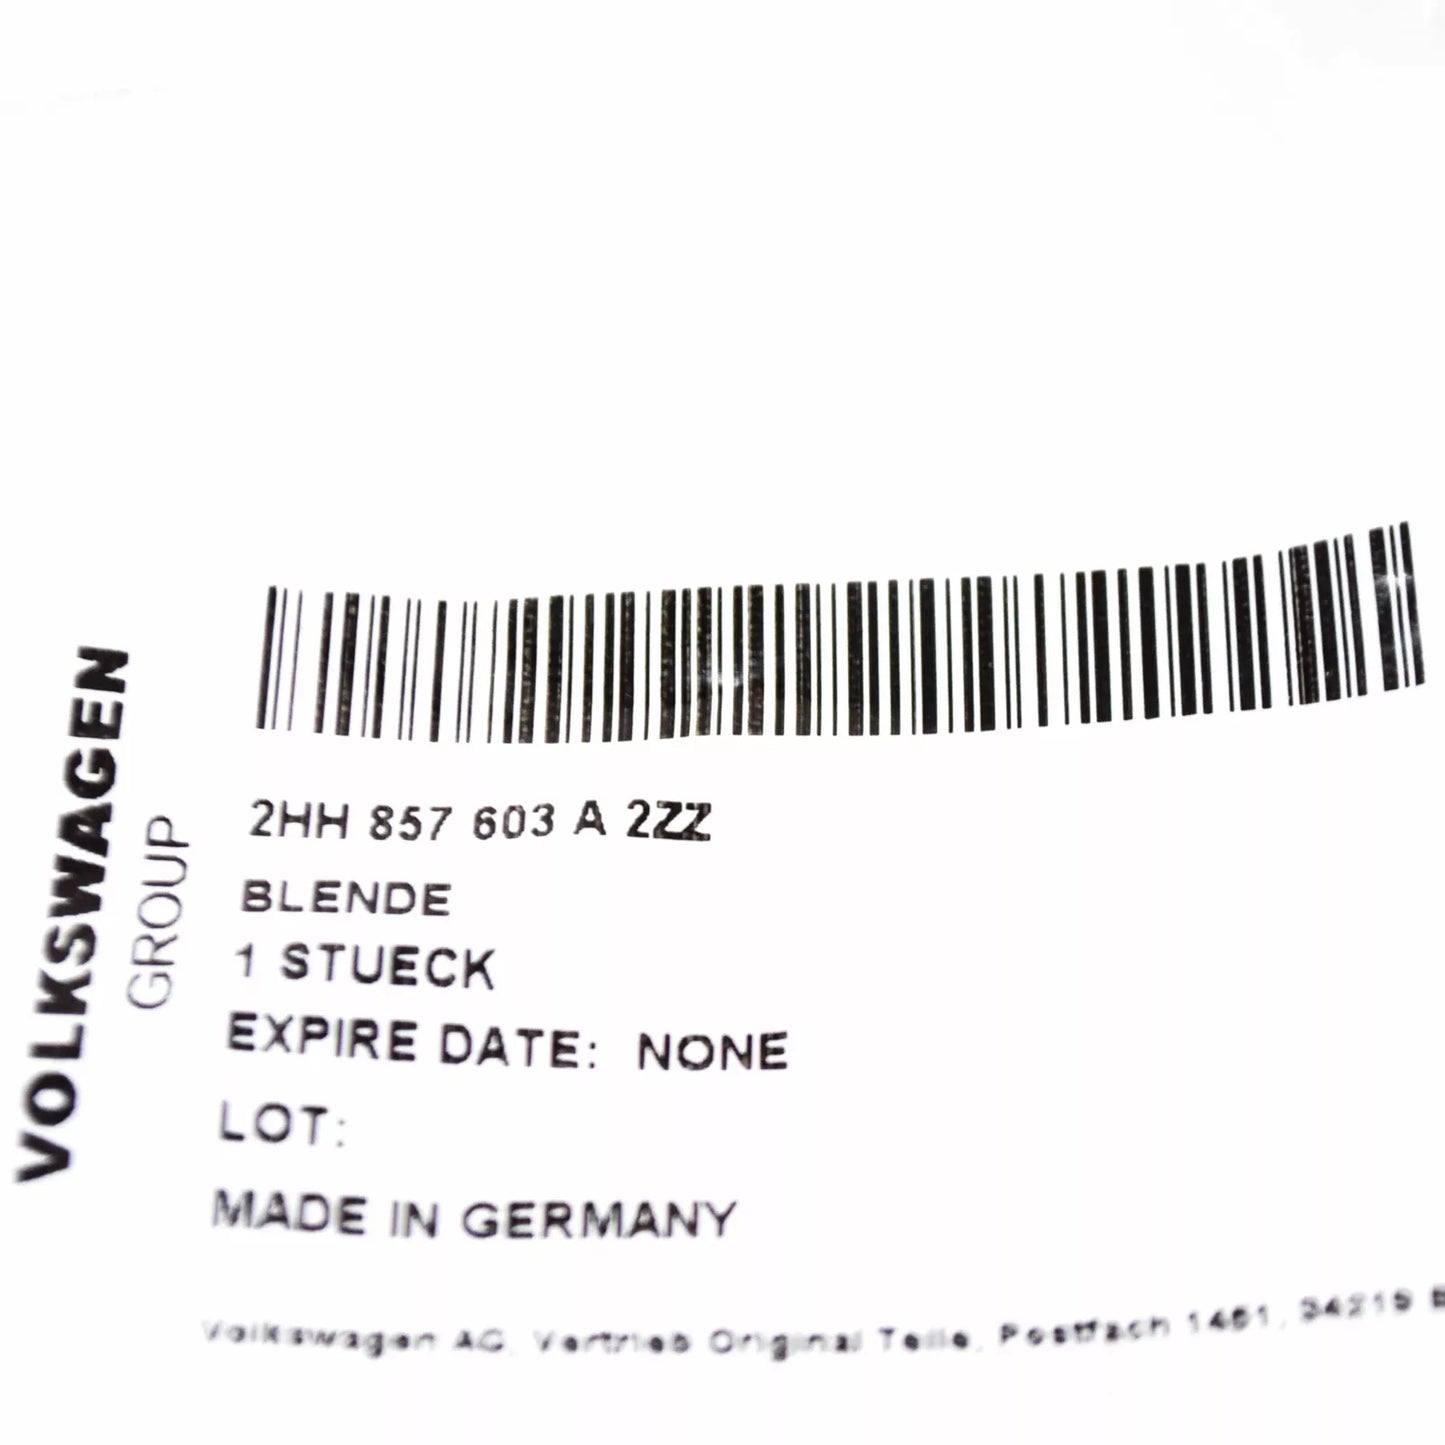 VOLKSWAGEN
GROUP
2HH 857 603 A 2ZZ
BLENDE
1 STUECK
EXPIRE DATE: NONE
LOT:
MADE IN GERMANY
Volkswagen AG, Vertrieb Original Teile, Postfach 1461, 34219